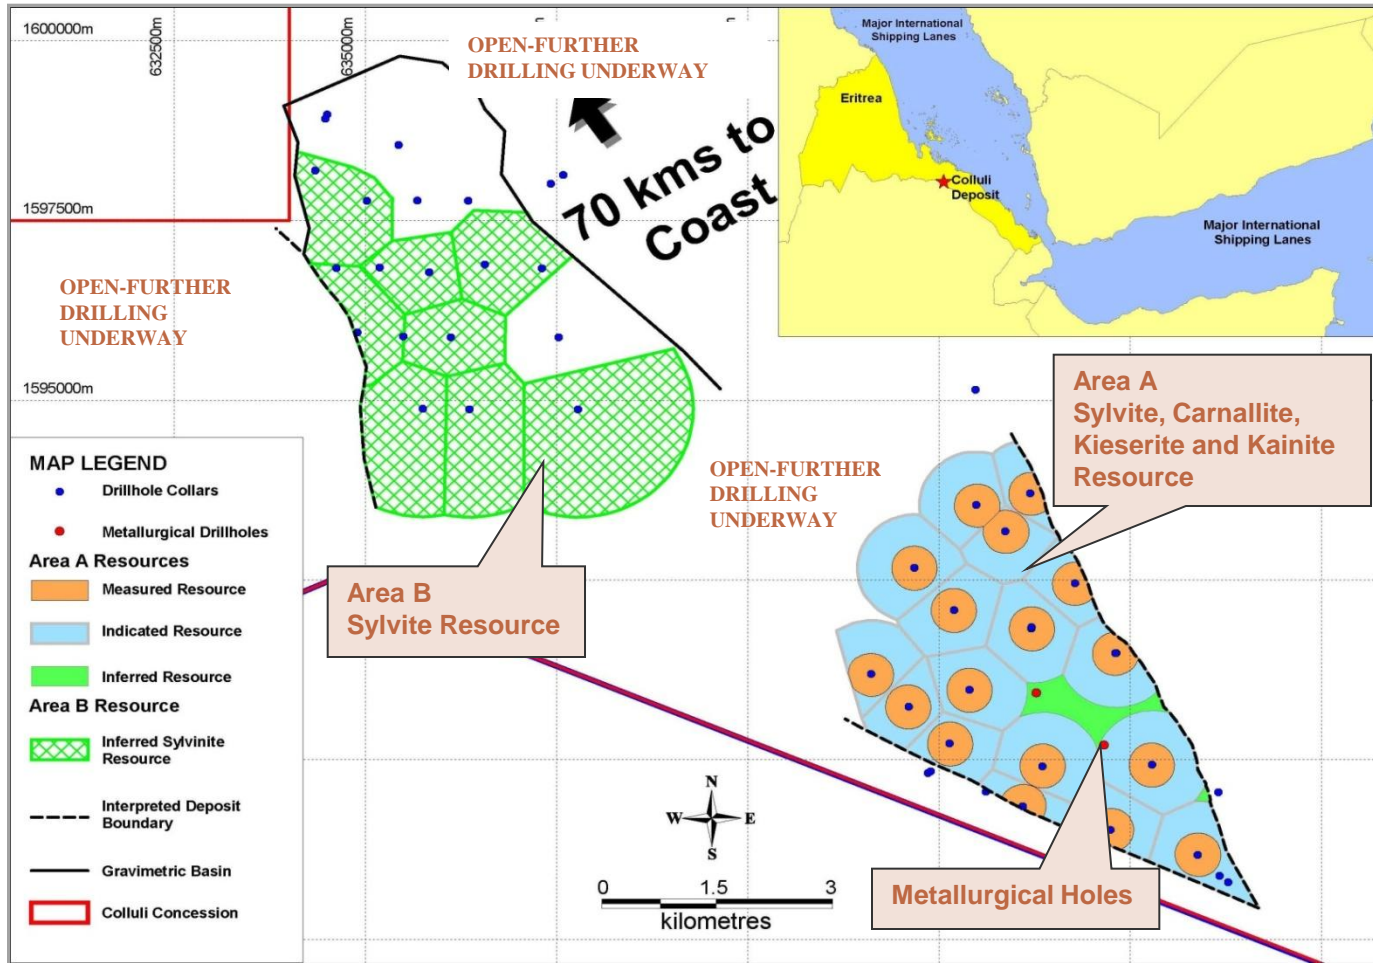 1600000m
632500m
635000m
OPEN-FURTHER
DRILLING UNDERWAY
70 kms to
Coast
1597500m
OPEN-FURTHER
DRILLING
UNDERWAY
1595000m
Major International
Shipping Lanes
Eritrea
Colluli
Deposit
Major International
Shipping Lanes
Area A
Sylvite, Carnallite,
Kieserite and Kainite
Resource
OPEN-FURTHER
DRILLING
UNDERWAY
Area B
Sylvite Resource
Metallurgical Holes
MAP LEGEND
Drillhole Collars
Metallurgical Drillholes
Area A Resources
Measured Resource
Indicated Resource
Inferred Resource
Area B Resource
Inferred Sylvinite
Resource
Interpreted Deposit
Boundary
Gravimetric Basin
Colluli Concession
N
W E
S
0 1.5 3
kilometres